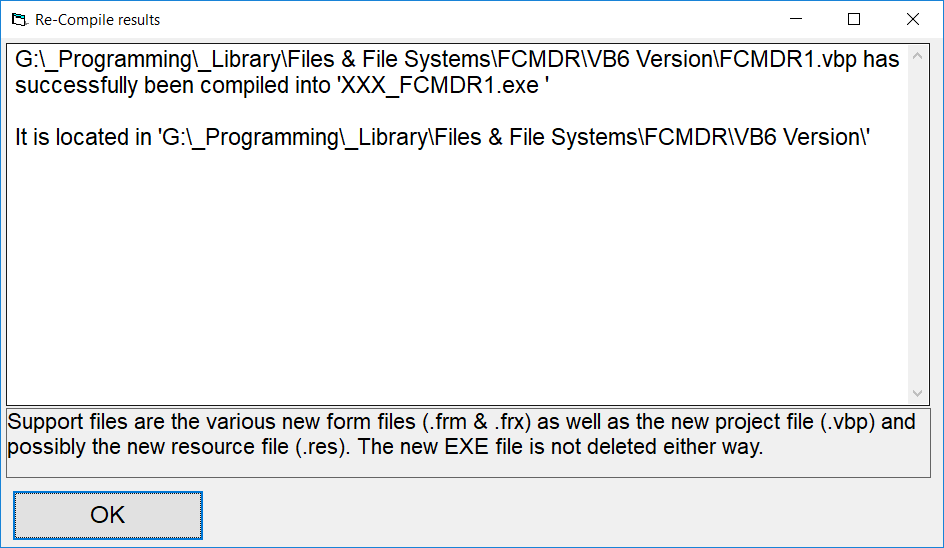 Re-Compile results
G:\_Programming\_Library\Files & File Systems\FCMDR\VB6 Version\FCMDR1.vbp has
successfully been compiled into 'XXX_FCMDR1.exe '
It is located in 'G:\_Programming\_Library\Files & File Systems\FCMDR\VB6 Version\'
Support files are the various new form files (.frm & .frx) as well as the new project file (.vbp) and
possibly the new resource file (.res). The new EXE file is not deleted either way.
OK